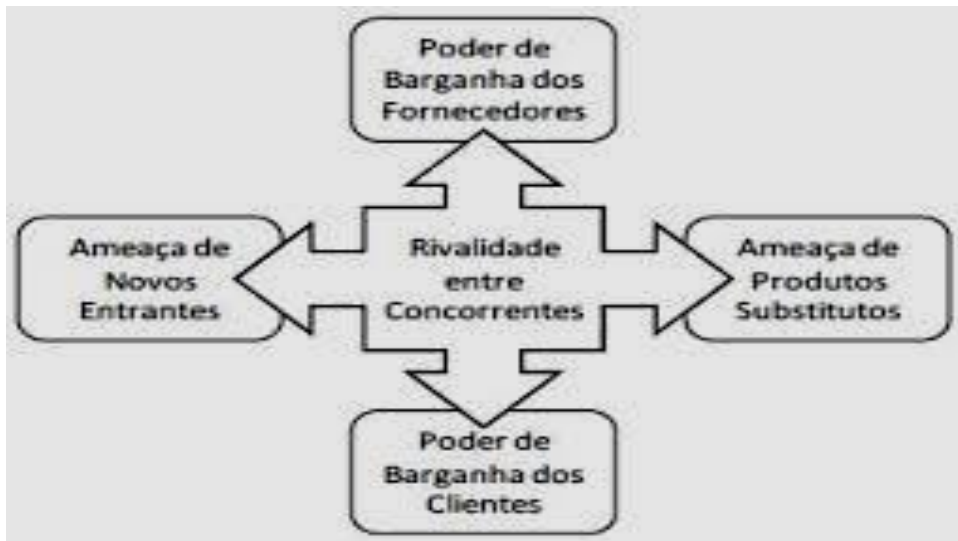 Poder de
Barganha dos
Fornecedores
Ameaça de
Novos
Entrantes
Rivalidade
entre
Concorrentes
Ameaça de
Produtos
Substitutos
Poder de
Barganha dos
Clientes